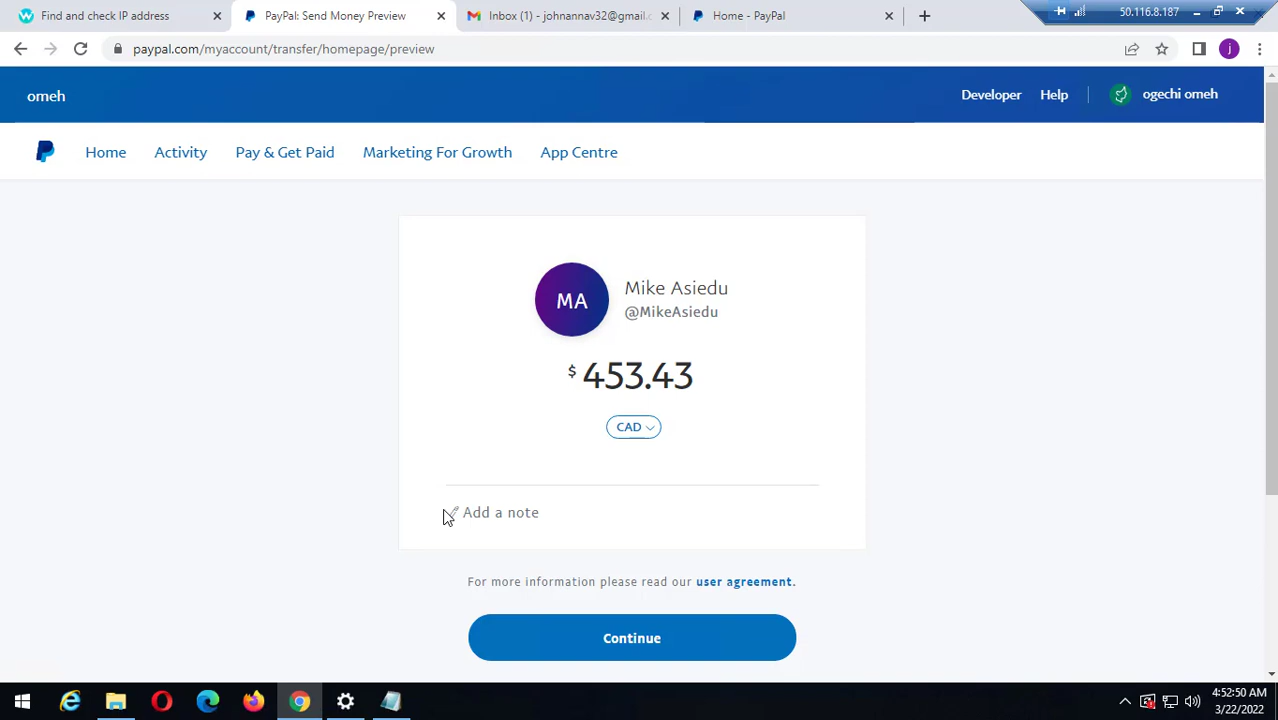 Find and check IP address
PayPal: Send Money Preview
Inbox (1) - johnannav32@gmail.c
Home - PayPal
50.116.8.187
paypal.com/myaccount/transfer/homepage/preview
j
omeh
Developer
Help
ogechi omeh
Home
Activity
Pay & Get Paid
Marketing For Growth
App Centre
MA
Mike Asiedu
@MikeAsiedu
$ 453.43
CAD
Add a note
For more information please read our user agreement.
Continue
4:52:50 AM
3/22/2022